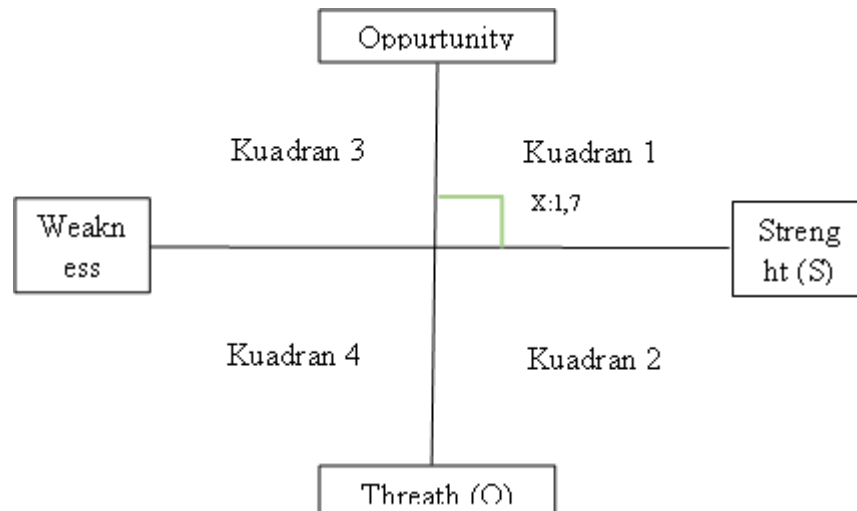 Oppurtunity
Kuadran 3
Kuadran 1
X:1,7
Weakn
ess
Streng
ht (S)
Kuadran 4
Kuadran 2
Threath (O)